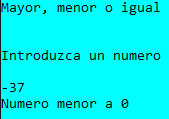 Mayor, menor o igual
Introduzca un numero
-37
Numero menor a 0